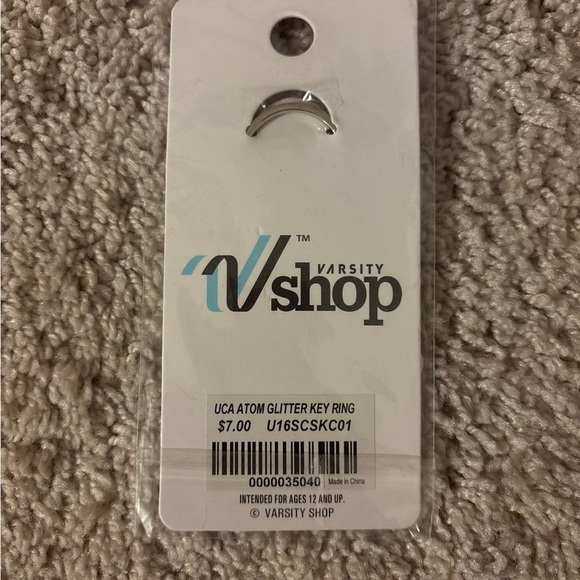 ™
VARSITY
shop
UCA ATOM GLITTER KEY RING
$7.00 U16SCSKC01
0000035040 Made in China
INTENDED FOR AGES 12 AND UP.
© VARSITY SHOP